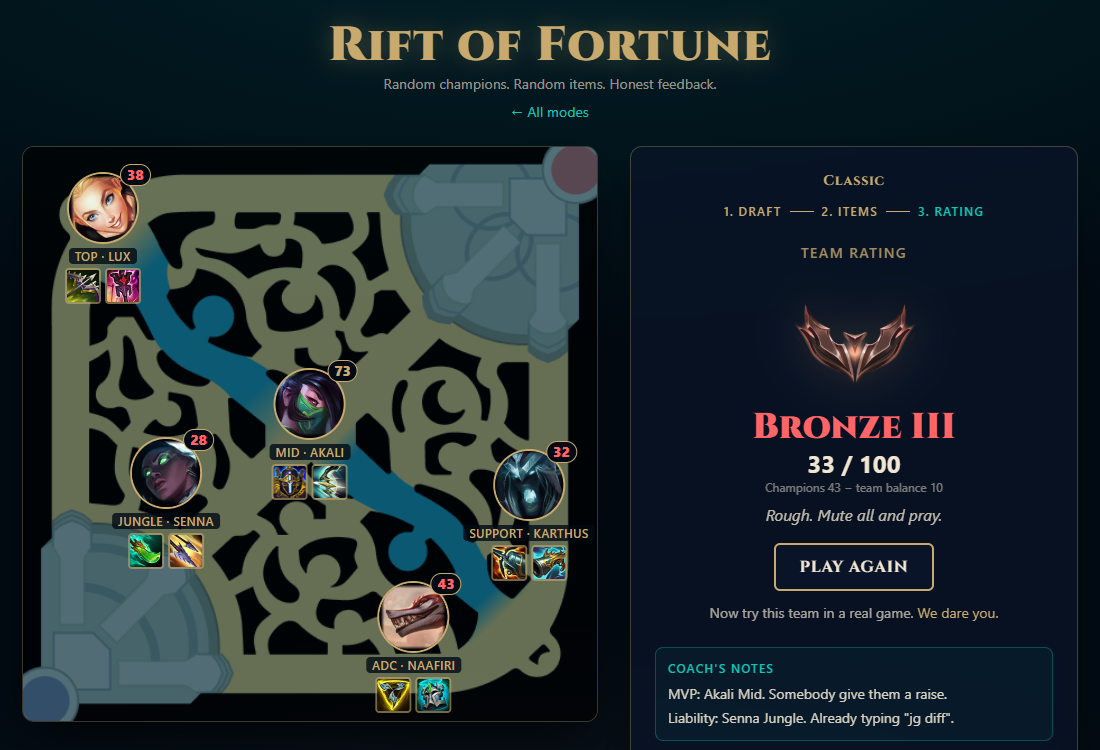 Rift of Fortune
Random champions. Random items. Honest feedback.
← All modes
38
TOP · LUX
73
MID · AKALI
28
JUNGLE · SENNA
32
SUPPORT · KARTHUS
43
ADC · NAAFIRI
Classic
1. DRAFT — 2. ITEMS — 3. RATING
TEAM RATING
Bronze III
33 / 100
Champions 43 − team balance 10
Rough. Mute all and pray.
PLAY AGAIN
Now try this team in a real game. We dare you.
COACH'S NOTES
MVP: Akali Mid. Somebody give them a raise.
Liability: Senna Jungle. Already typing "jg diff".